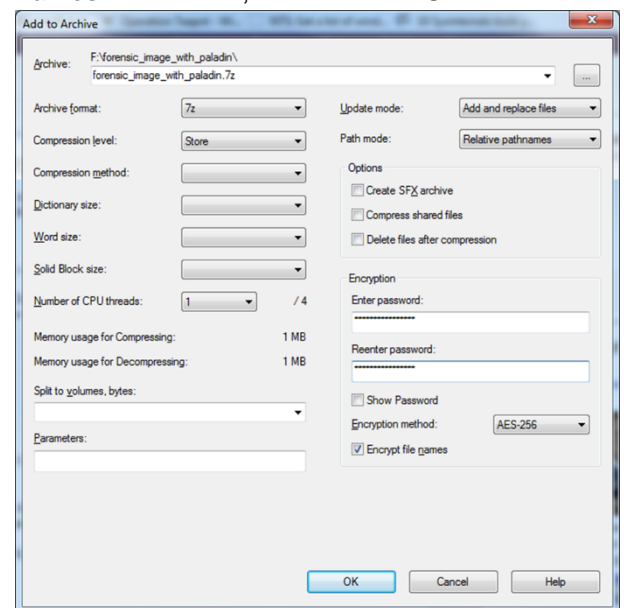 Add to Archive
Archive: F:\forensic_image_with_paladin\
forensic_image_with_paladin.7z
...
Archive format: 7z
Compression level: Store
Compression method:
Dictionary size:
Word size:
Solid Block size:
Number of CPU threads: 1 / 4
Memory usage for Compressing: 1 MB
Memory usage for Decompressing: 1 MB
Split to volumes, bytes:
Parameters:
Update mode: Add and replace files
Path mode: Relative pathnames
Options
Create SFX archive
Compress shared files
Delete files after compression
Encryption
Enter password:
Reenter password:
Show Password
Encryption method: AES-256
Encrypt file names
OK Cancel Help